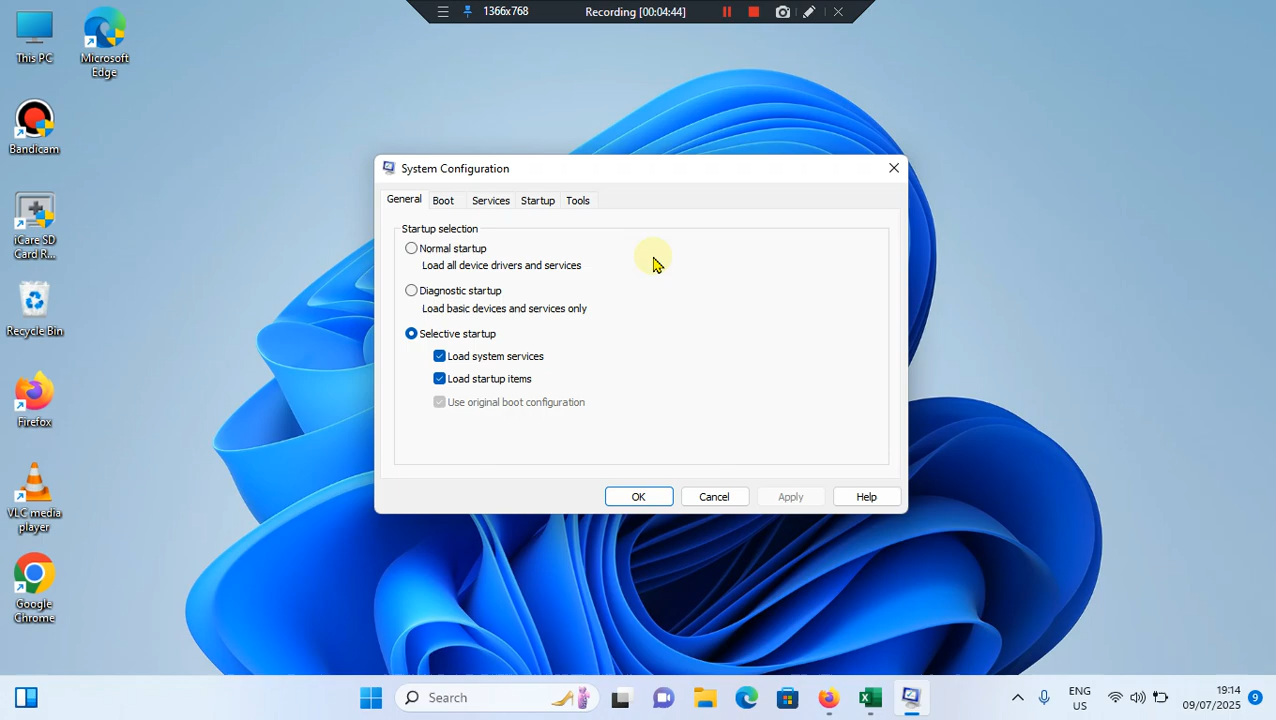 1366x768
Recording [00:04:44]
This PC
Microsoft
Edge
Bandicam
iCare SD
Card R...
Recycle Bin
Firefox
VLC media
player
Google
Chrome
System Configuration
General
Boot
Services
Startup
Tools
Startup selection
Normal startup
Load all device drivers and services
Diagnostic startup
Load basic devices and services only
Selective startup
Load system services
Load startup items
Use original boot configuration
OK
Cancel
Apply
Help
Search
ENG
US
19:14
09/07/2025
9